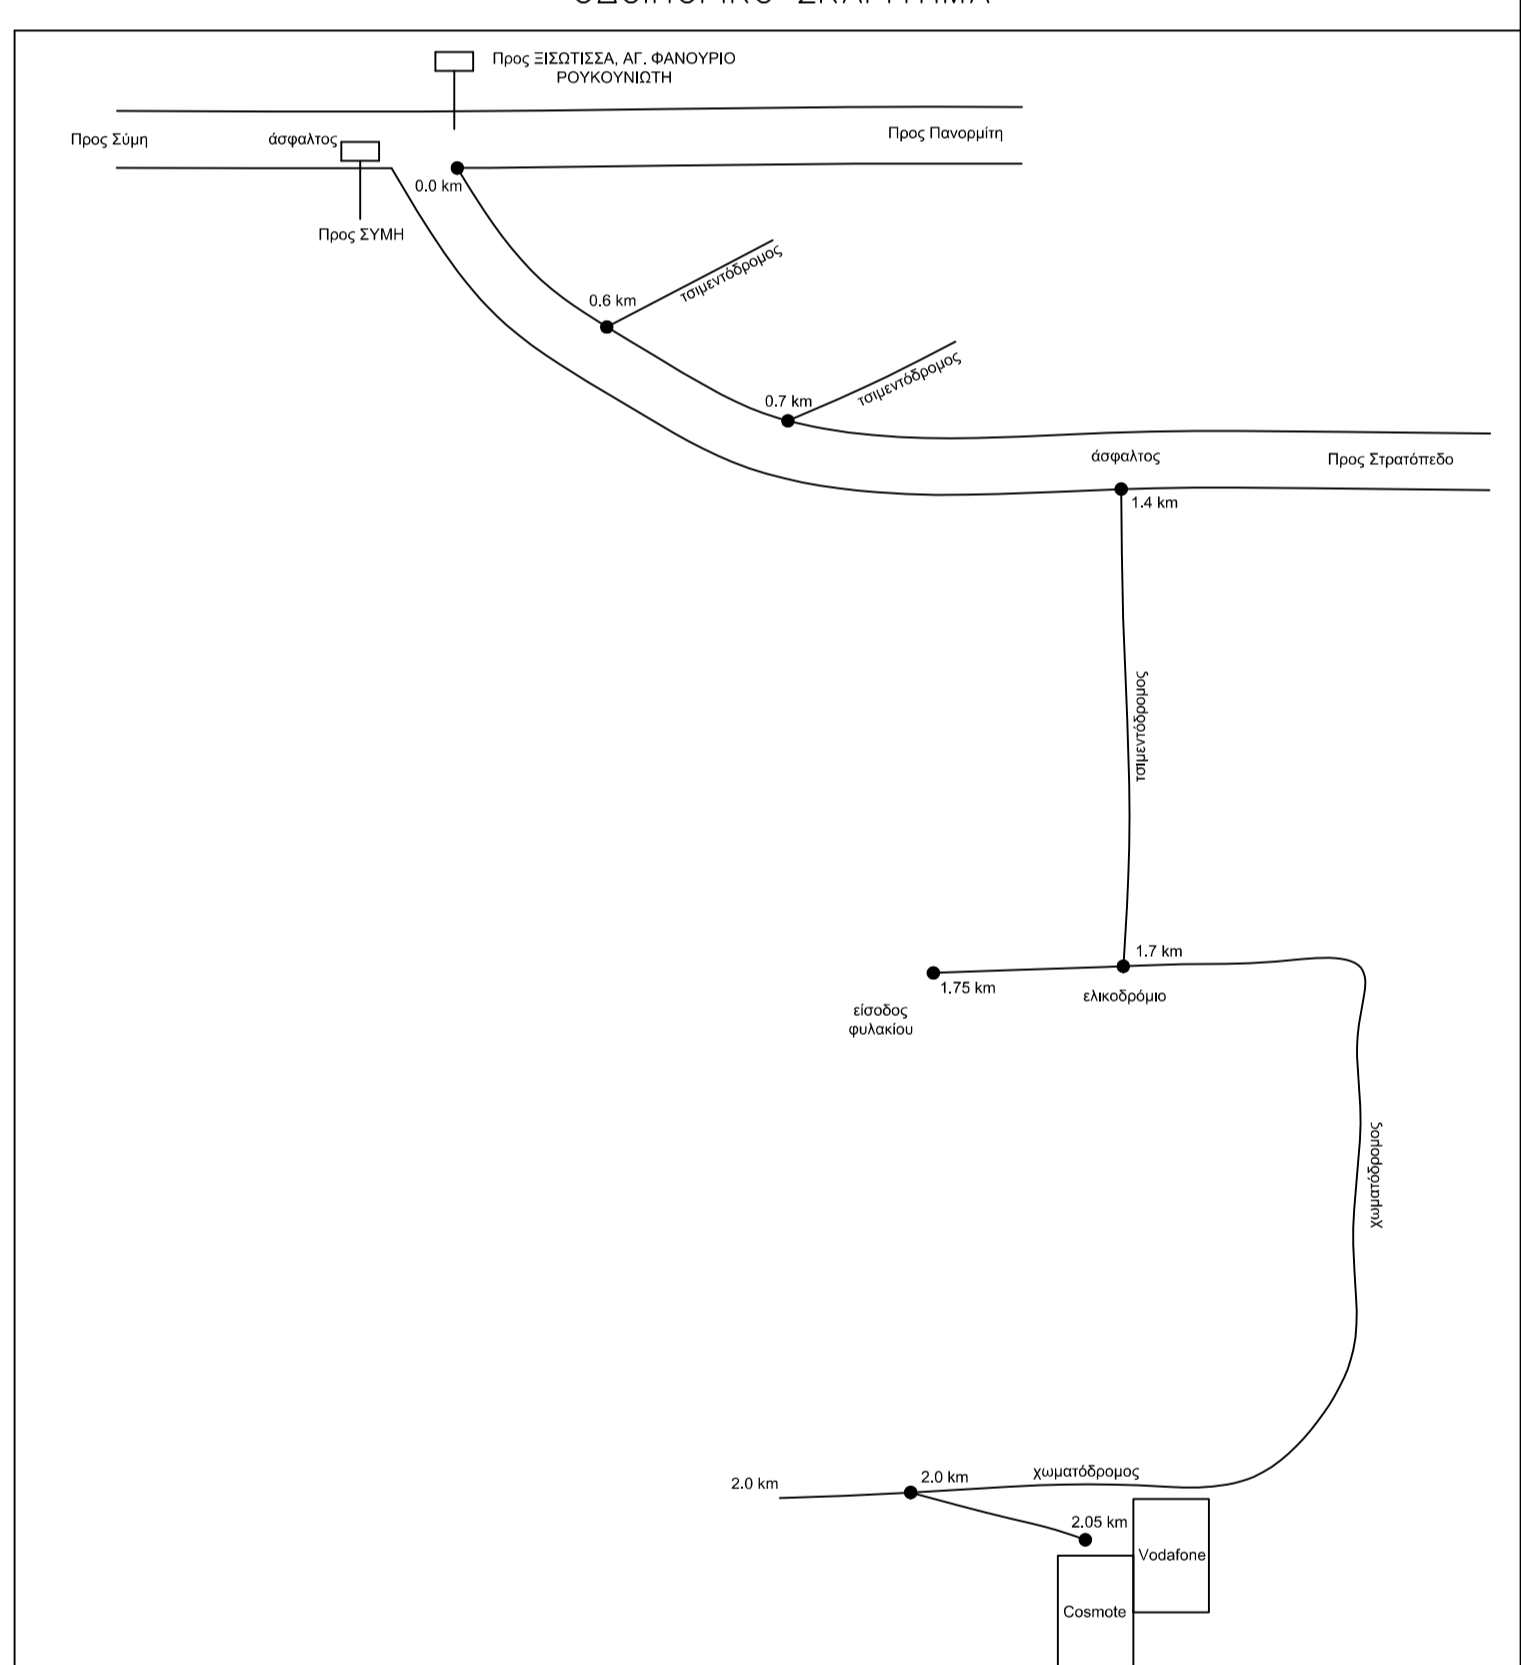 Προς ΞΙΣΩΤΙΣΣΑ, ΑΓ. ΦΑΝΟΥΡΙΟ
ΡΟΥΚΟΥΝΙΩΤΗ
Προς Σύμη
άσφαλτος
Προς Πανορμίτη
0.0 km
Προς ΣΥΜΗ
τσιμεντόδρομος
0.6 km
τσιμεντόδρομος
0.7 km
άσφαλτος
Προς Στρατόπεδο
1.4 km
τσιμεντόδρομος
1.7 km
1.75 km
ελικοδρόμιο
είσοδος
φυλακίου
χωματόδρομος
2.0 km
2.0 km
χωματόδρομος
2.05 km
Vodafone
Cosmote